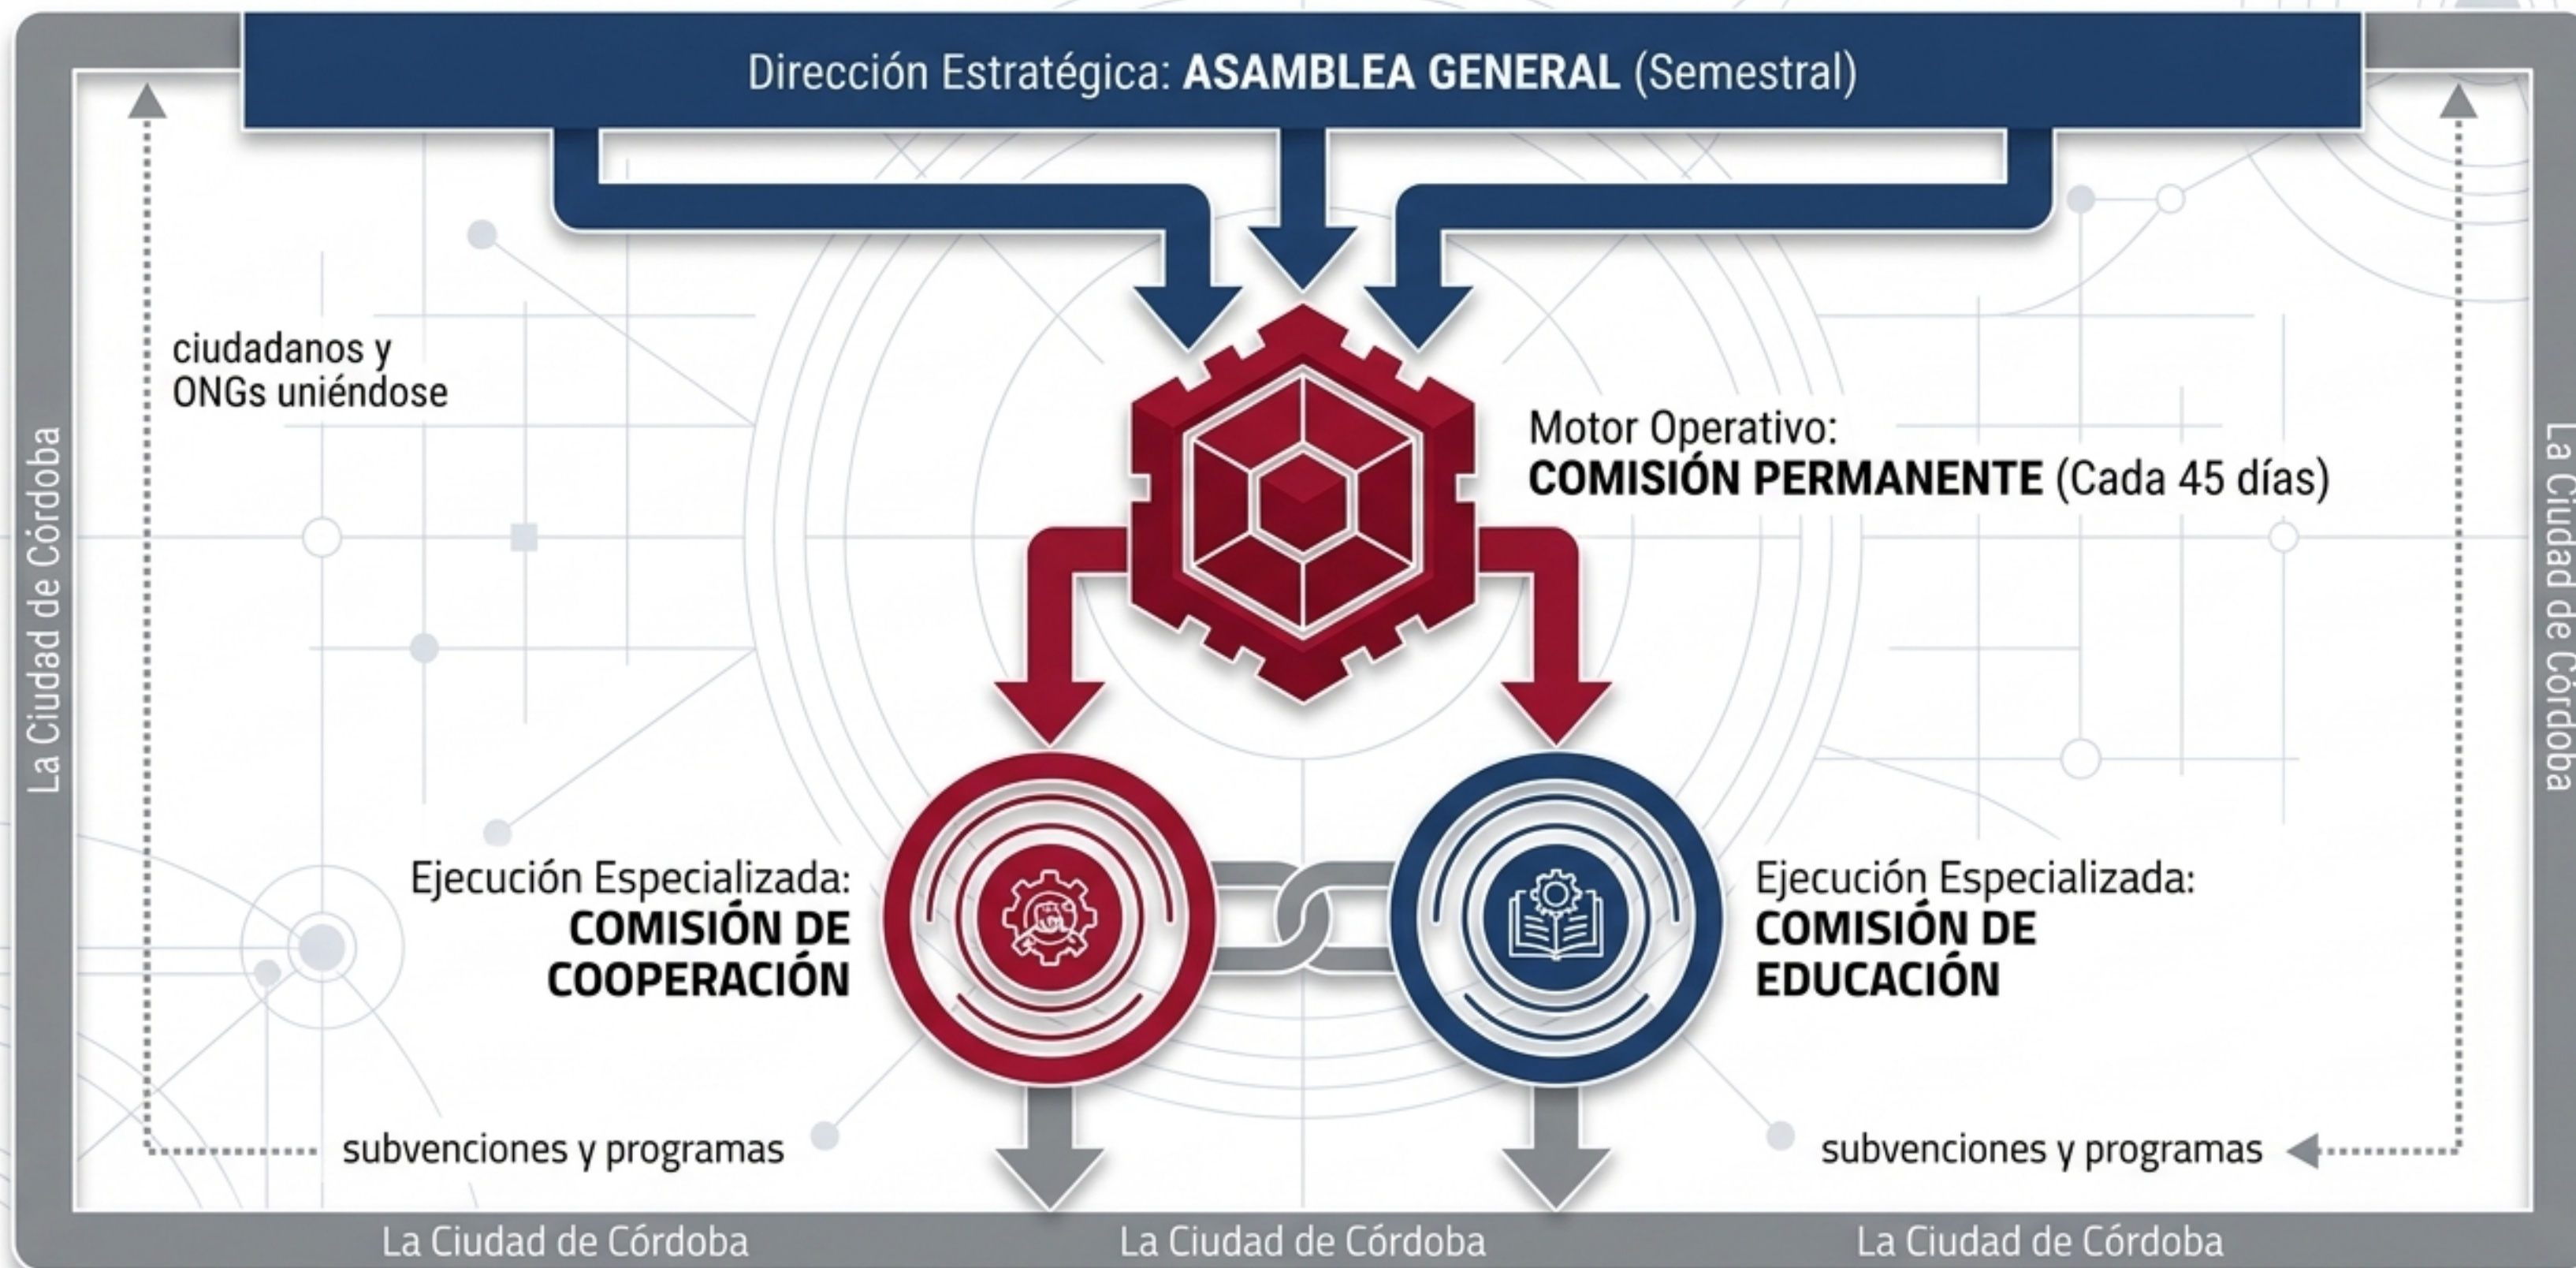 Dirección Estratégica: ASAMBLEA GENERAL (Semestral)
ciudadanos y
ONGs uniéndose
Motor Operativo:
COMISIÓN PERMANENTE (Cada 45 días)
La Ciudad de Córdoba
La Ciudad de Córdoba
Ejecución Especializada:
COMISIÓN DE
COOPERACIÓN
Ejecución Especializada:
COMISIÓN DE
EDUCACIÓN
subvenciones y programas
subvenciones y programas
La Ciudad de Córdoba
La Ciudad de Córdoba
La Ciudad de Córdoba